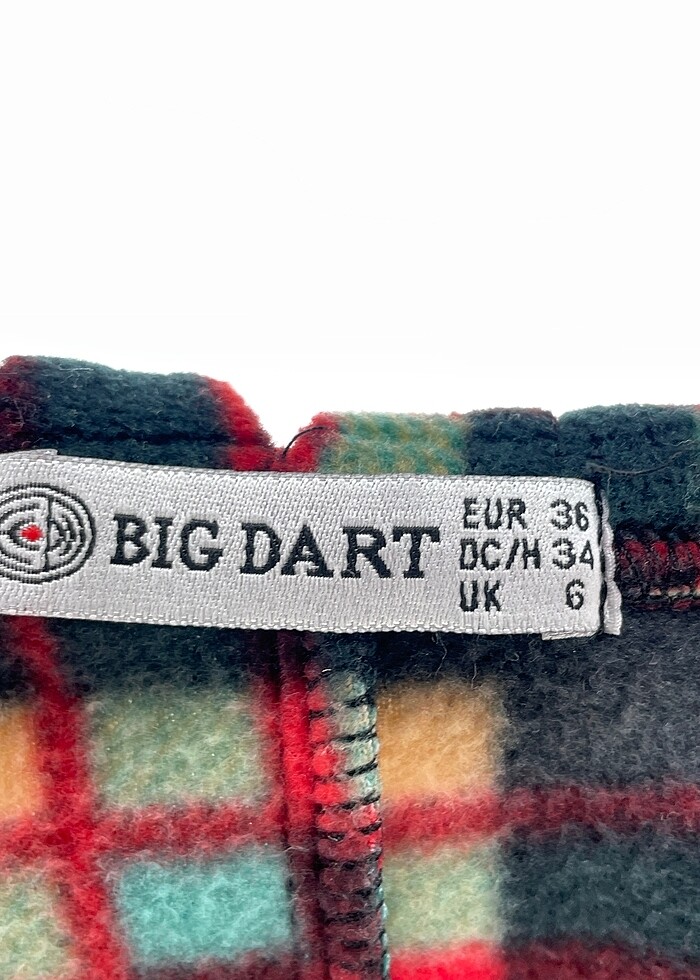 BIG DART
EUR 36
DC/H 34
UK 6